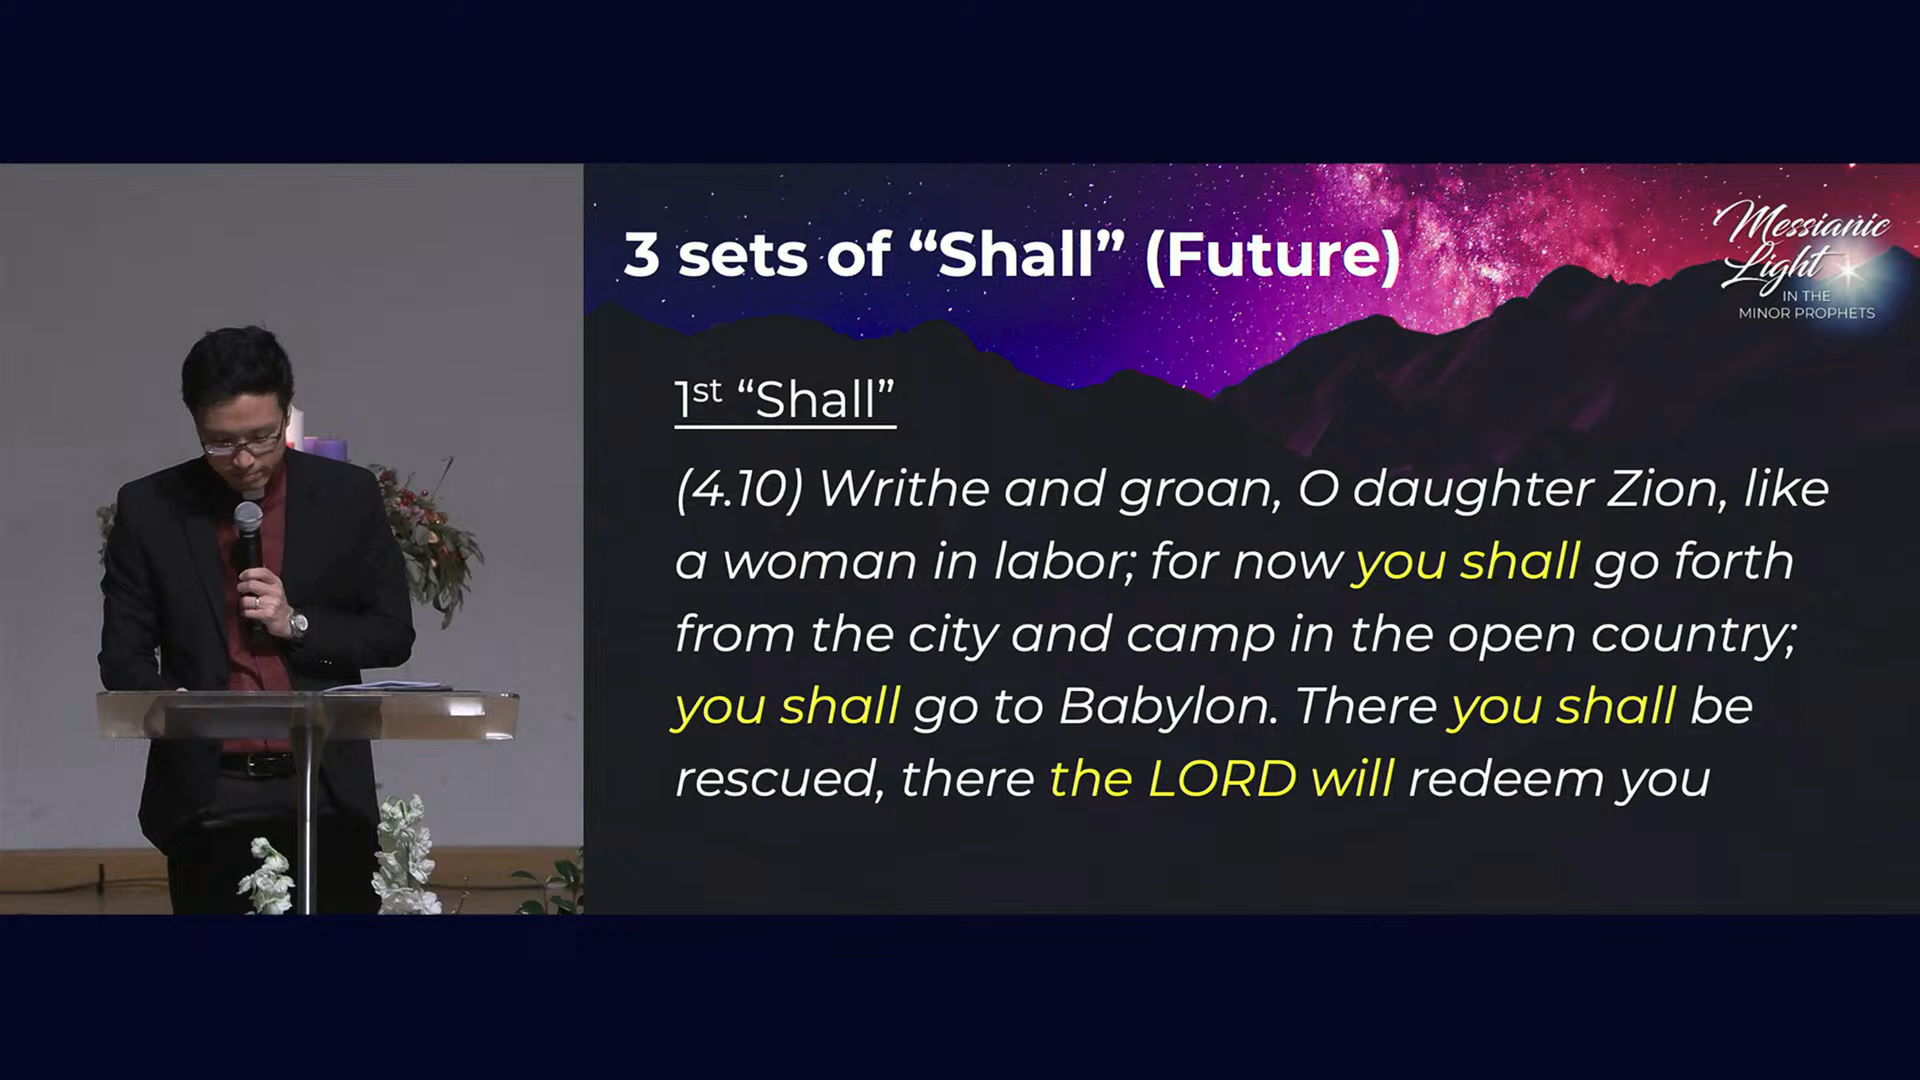 3 sets of “Shall” (Future)
Messianic
Light
IN THE
MINOR PROPHETS
1st “Shall”
(4.10) Writhe and groan, O daughter Zion, like
a woman in labor; for now you shall go forth
from the city and camp in the open country;
you shall go to Babylon. There you shall be
rescued, there the LORD will redeem you